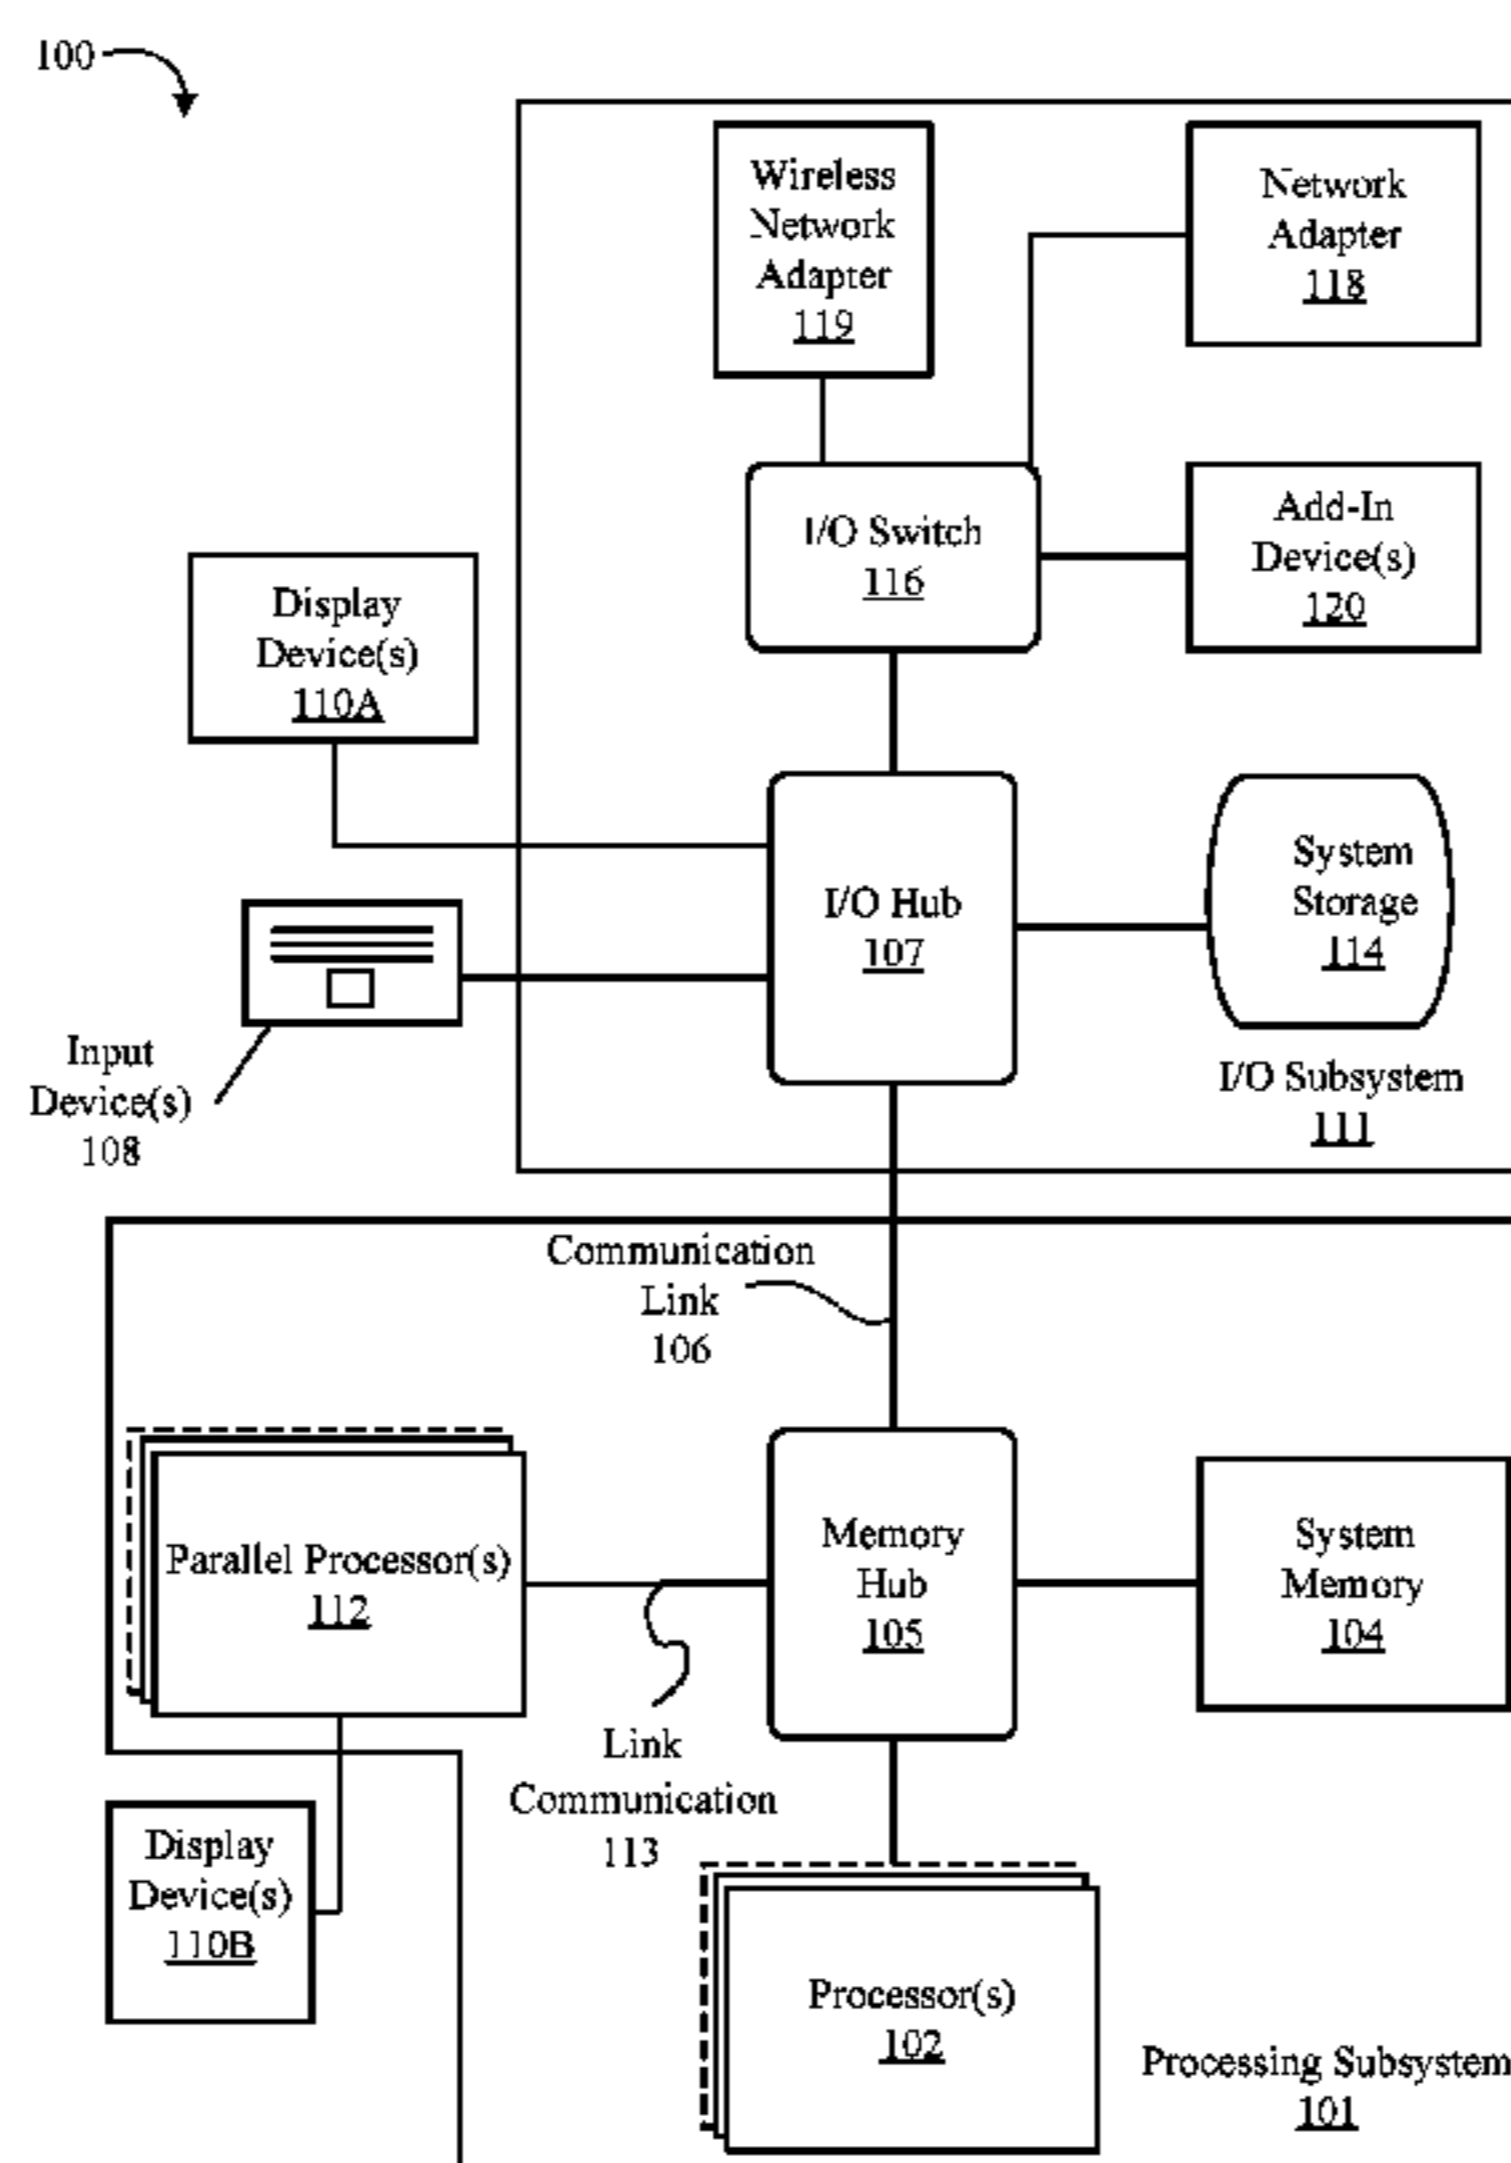 100
Wireless
Network
Adapter
119
Network
Adapter
118
I/O Switch
116
Add-In
Device(s)
120
Display
Device(s)
110A
I/O Hub
107
System
Storage
114
Input
Device(s)
108
I/O Subsystem
111
Communication
Link
106
Parallel Processor(s)
112
Memory
Hub
105
System
Memory
104
Link
Communication
113
Display
Device(s)
110B
Processor(s)
102
Processing Subsystem
101